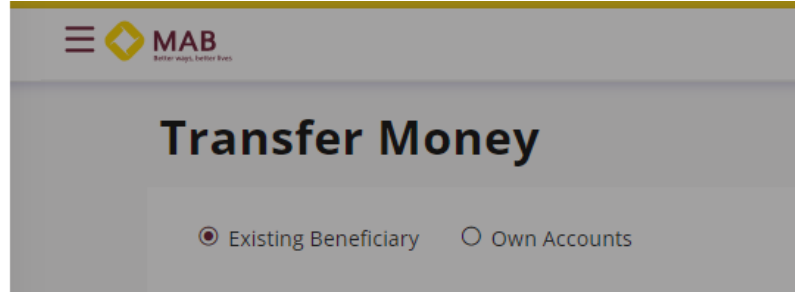 MAB
Better ways, better lives
Transfer Money
Existing Beneficiary Own Accounts